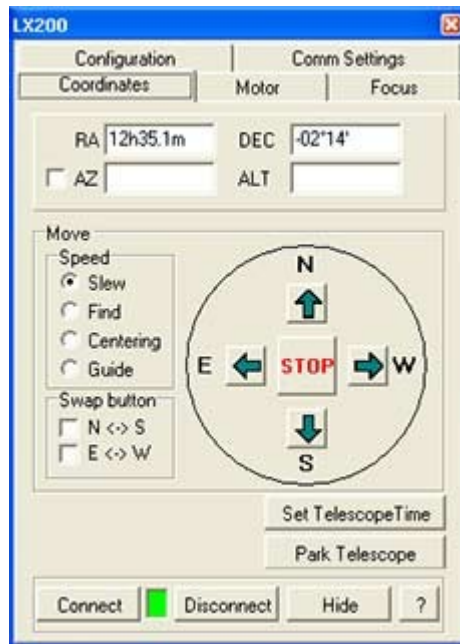 LX200
Configuration Comm Settings
Coordinates Motor Focus
RA 12h35.1m DEC -02°14'
AZ ALT
Move
Speed
Slew
Find
Centering
Guide
Swap button
N <-> S
E <-> W
N
E STOP W
S
Set TelescopeTime
Park Telescope
Connect Disconnect Hide ?